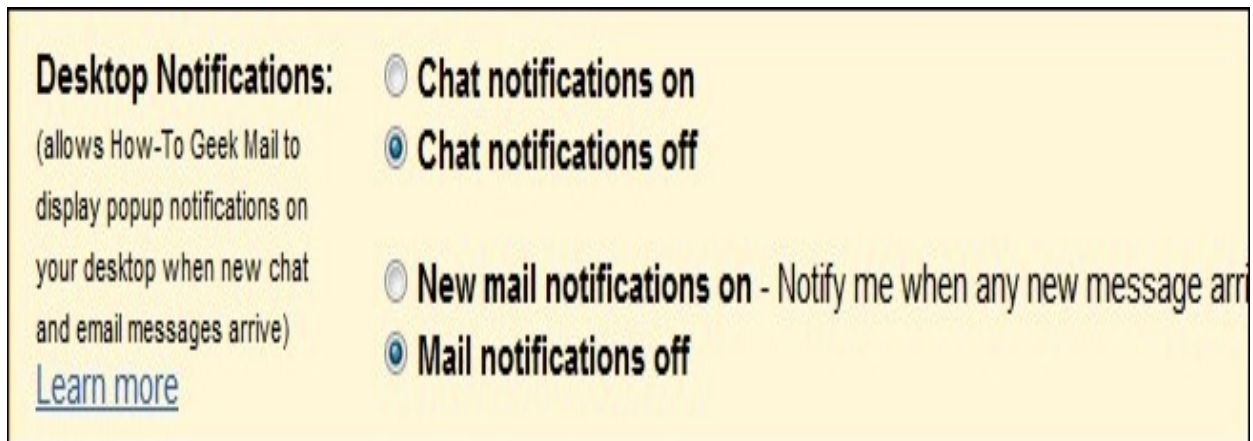 Desktop Notifications:
(allows How-To Geek Mail to
display popup notifications on
your desktop when new chat
and email messages arrive)
Learn more
Chat notifications on
Chat notifications off
New mail notifications on - Notify me when any new message arri
Mail notifications off